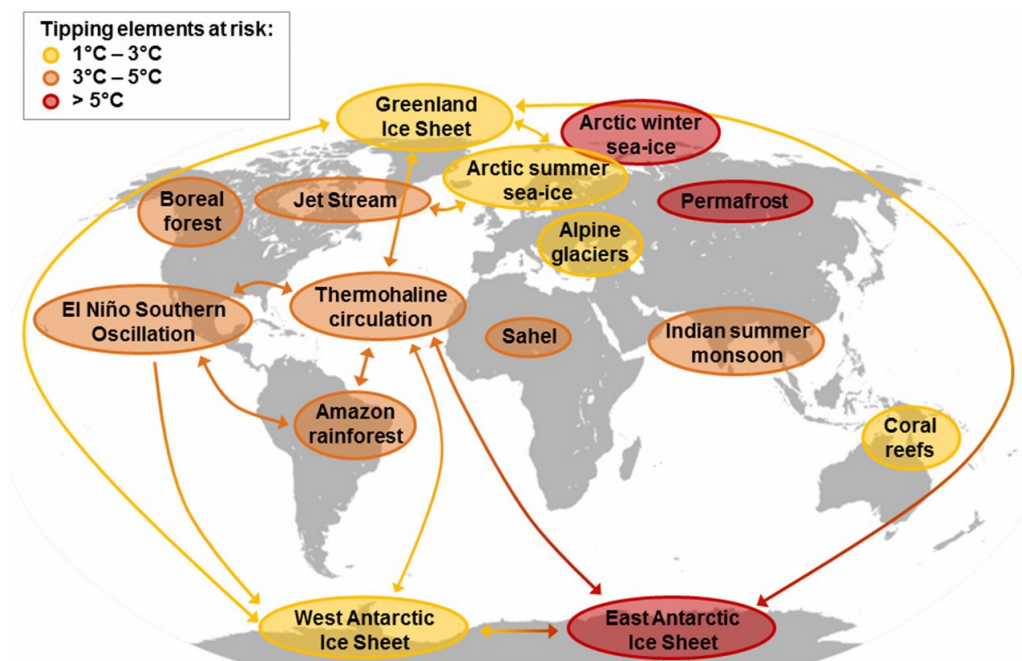 Tipping elements at risk:
1°C – 3°C
3°C – 5°C
> 5°C
Greenland
Ice Sheet
Arctic winter
sea-ice
Arctic summer
sea-ice
Boreal
forest
Jet Stream
Permafrost
Alpine
glaciers
El Niño Southern
Oscillation
Thermohaline
circulation
Sahel
Indian summer
monsoon
Amazon
rainforest
Coral
reefs
West Antarctic
Ice Sheet
East Antarctic
Ice Sheet